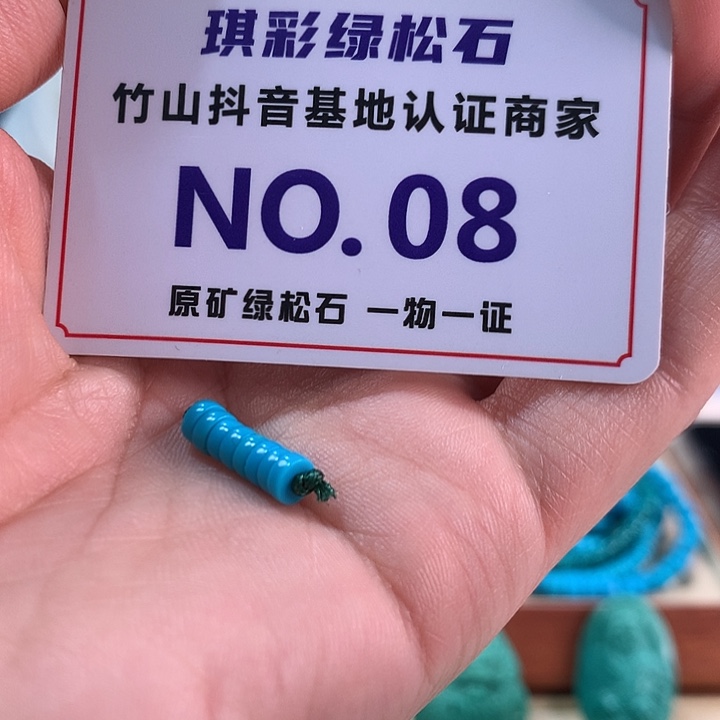 琪彩绿松石
竹山抖音基地认证商家
NO.08
原矿绿松石 一物一证